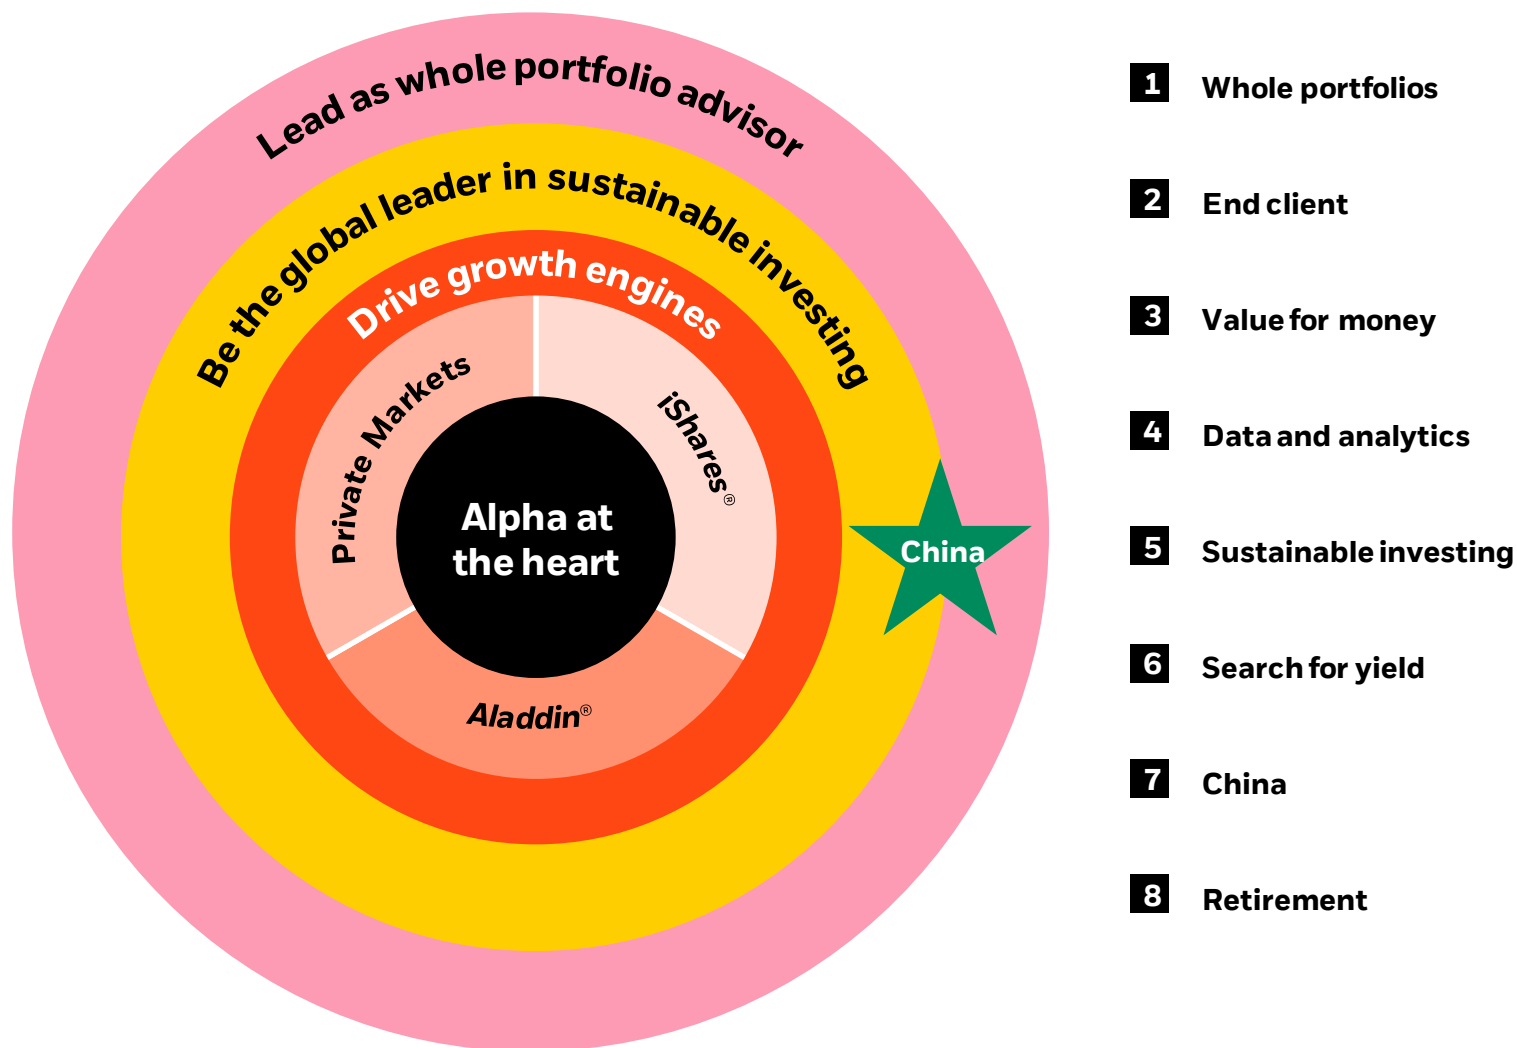 Lead as whole portfolio advisor
Be the global leader in sustainable investing
Drive growth engines
Private Markets
iShares®
Alpha at
the heart
Aladdin®
China
1 Whole portfolios
2 End client
3 Value for money
4 Data and analytics
5 Sustainable investing
6 Search for yield
7 China
8 Retirement